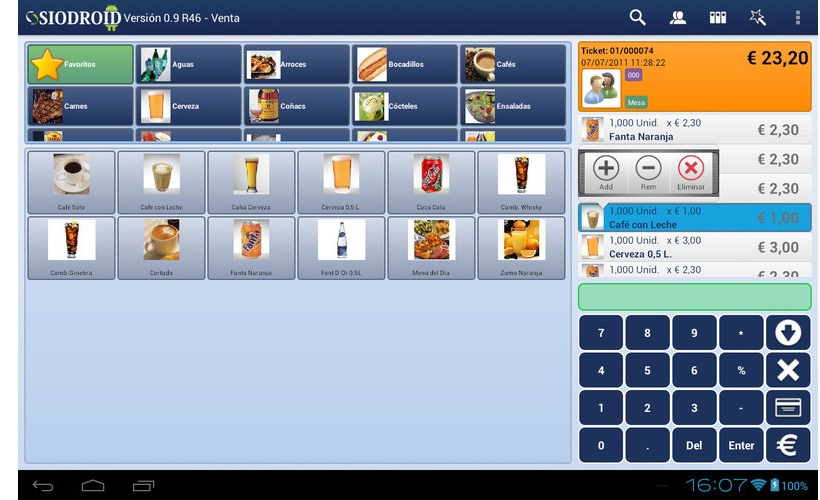 SIODROID Versión 0.9 R46 - Venta
Favoritos
Aguas
Arroces
Bocadillos
Cafés
Carnes
Cerveza
Coñacs
Cócteles
Ensaladas
Café Solo
Cafe con Leche
Caña Cerveza
Cerveza 0,5 L.
Coca Cola
Comb. Whisky
Comb.Ginebra
Cortado
Fanta Naranja
Font D'Or 0.5L
Menu del Dia
Zumo Naranja
Ticket: 01/000074
07/07/2011 11:28:22
€ 23,20
000
Mesa
1,000 Unid. x € 2,30
Fanta Naranja
€ 2,30
€ 2,30
€ 2,30
Add
Rem
Eliminar
1,000 Unid. x € 1,00
Café con Leche
€ 1,00
1,000 Unid. x € 3,00
Cerveza 0,5 L.
€ 3,00
1,000 Unid. x € 2,30
€ 2,30
7 8 9 *
4 5 6 %
1 2 3 -
0 . Del Enter €
16:07 100%